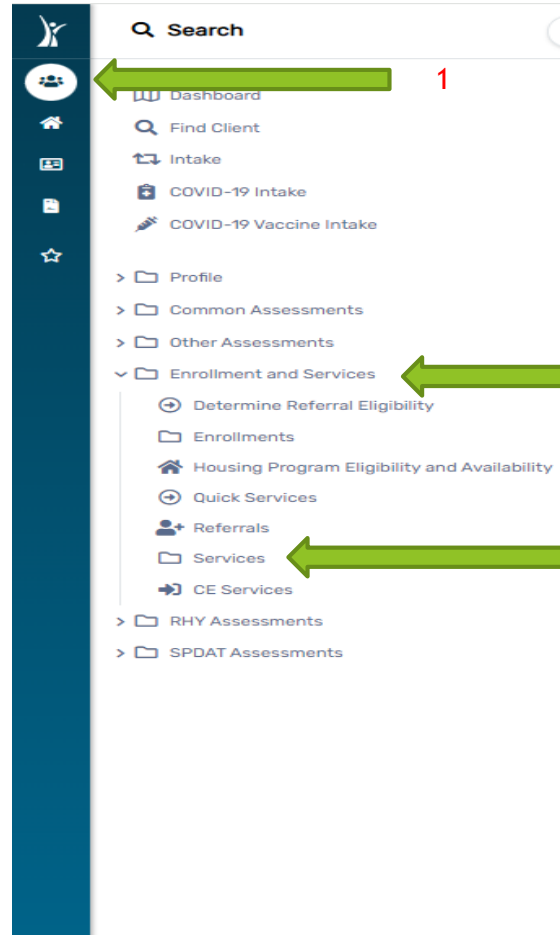 Search
1
Dashboard
Find Client
Intake
COVID-19 Intake
COVID-19 Vaccine Intake
Profile
Common Assessments
Other Assessments
Enrollment and Services
Determine Referral Eligibility
Enrollments
Housing Program Eligibility and Availability
Quick Services
Referrals
Services
CE Services
RHY Assessments
SPDAT Assessments